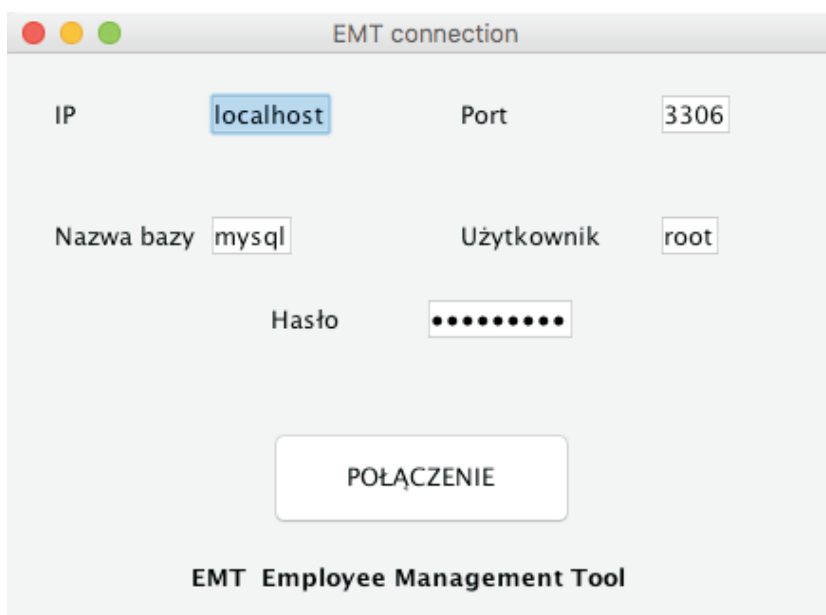 EMT connection
IP localhost Port 3306
Nazwa bazy mysql Użytkownik root
Hasło •••••••••
POŁĄCZENIE
EMT Employee Management Tool